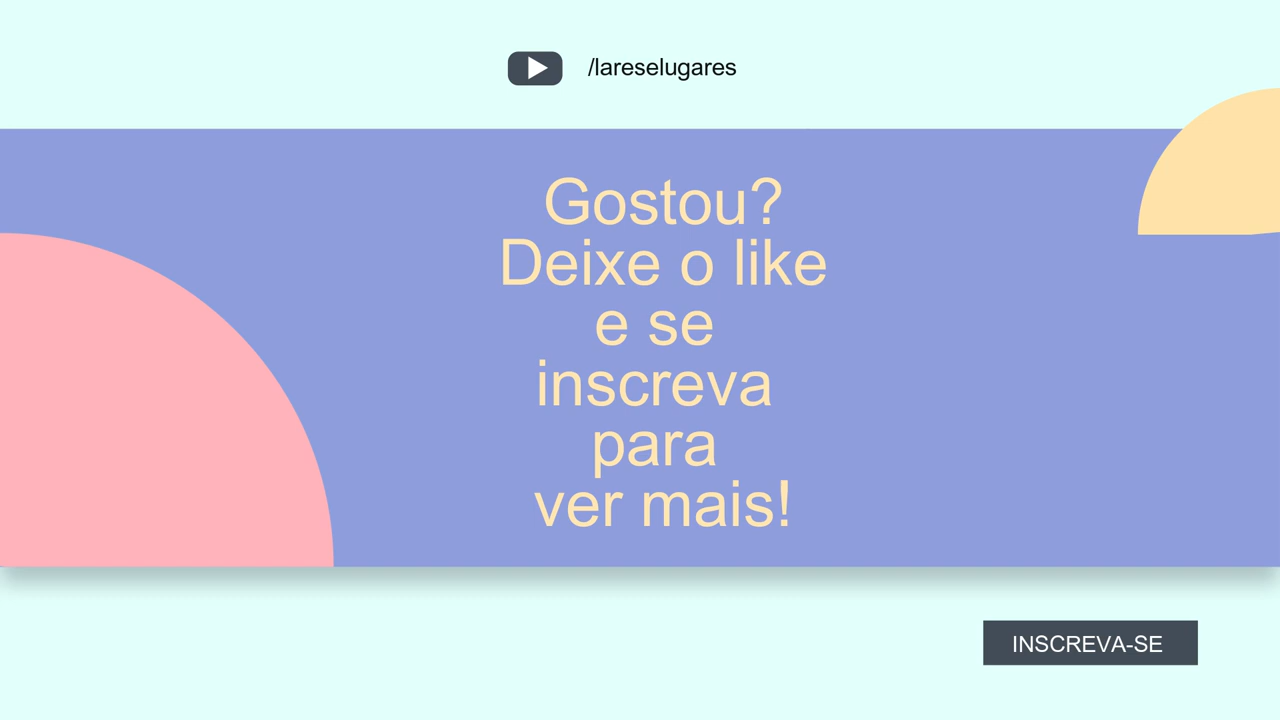 /lareselugares
Gostou?
Deixe o like
e se
inscreva
para
ver mais!
INSCREVA-SE